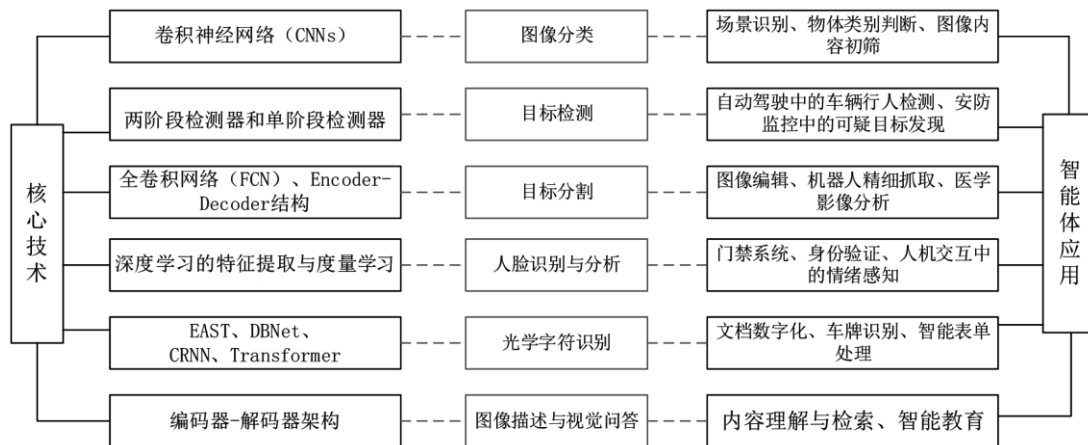 卷积神经网络（CNNs）
图像分类
场景识别、物体类别判断、图像内
容初筛
两阶段检测器和单阶段检测器
目标检测
自动驾驶中的车辆行人检测、安防
监控中的可疑目标发现
核心技术
全卷积网络（FCN）、Encoder-
Decoder结构
目标分割
图像编辑、机器人精细抓取、医学
影像分析
智能体应用
深度学习的特征提取与度量学习
人脸识别与分析
门禁系统、身份验证、人机交互中
的情绪感知
EAST、DBNet、
CRNN、Transformer
光学字符识别
文档数字化、车牌识别、智能表单
处理
编码器-解码器架构
图像描述与视觉问答
内容理解与检索、智能教育